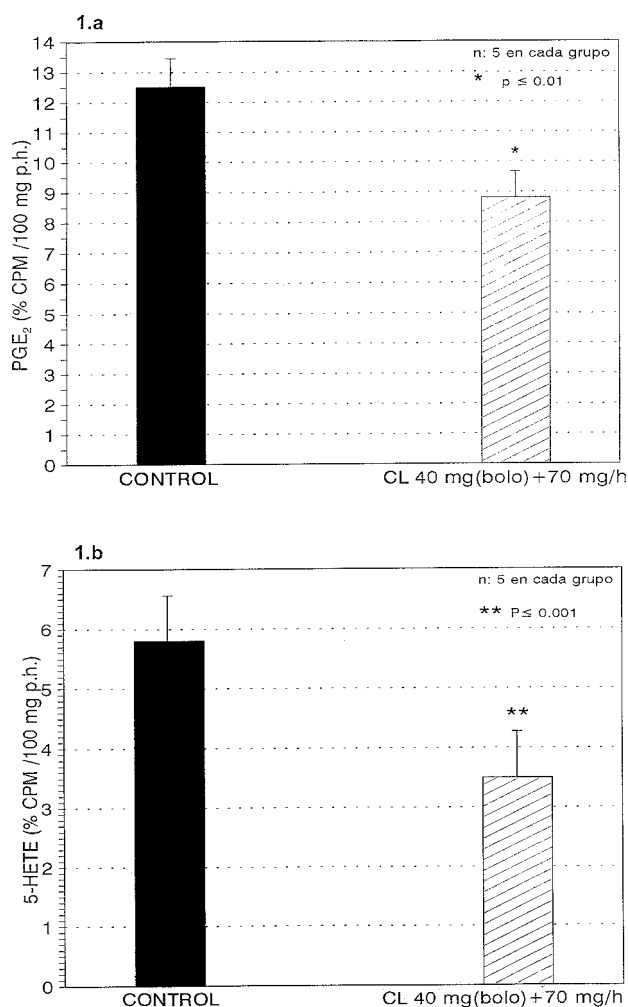 1.a
14
13
12
11
10
9
8
7
6
5
4
3
2
1
0
PGE₂ (% CPM /100 mg p.h.)
n: 5 en cada grupo
* p ≤ 0.01
*
CONTROL
CL 40 mg(bolo)+70 mg/h
1.b
7
6
5
4
3
2
1
0
5-HETE (% CPM /100 mg p.h.)
n: 5 en cada grupo
** P≤ 0.001
**
CONTROL
CL 40 mg(bolo)+70 mg/h